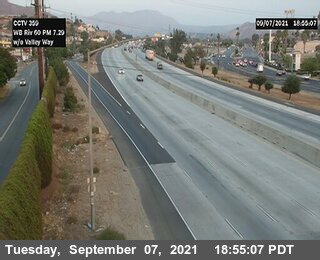 CCTV 359
WB Riv 60 PM 7.29
w/o Valley Way
09/07/2021 18:55:07
Tuesday, September 07, 2021 18:55:07 PDT